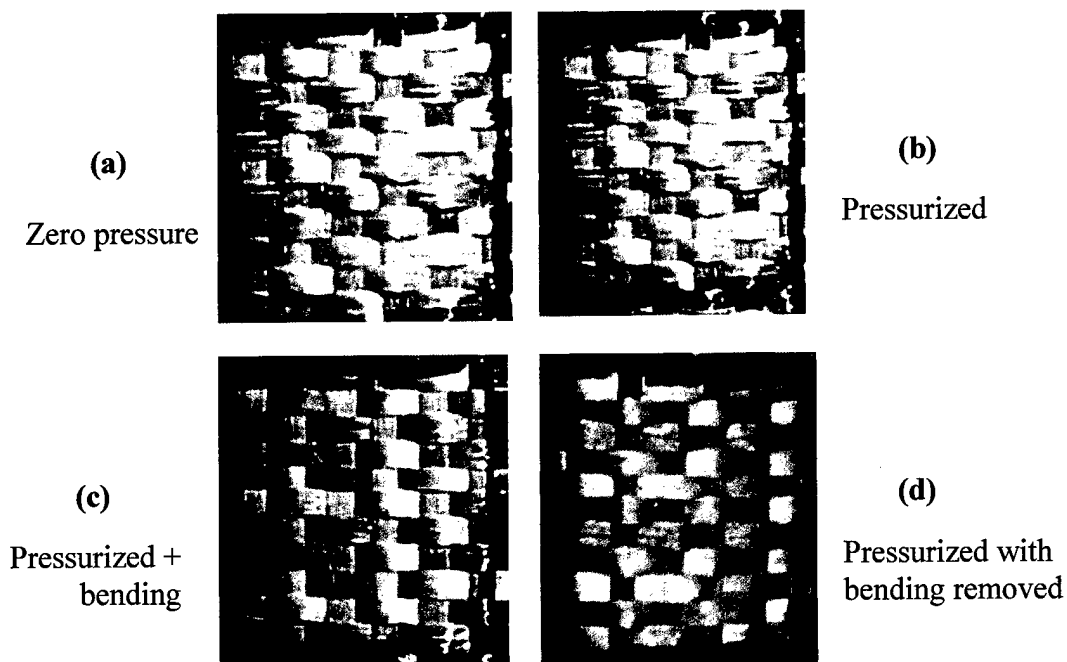 (a)
Zero pressure
(b)
Pressurized
(c)
Pressurized +
bending
(d)
Pressurized with
bending removed